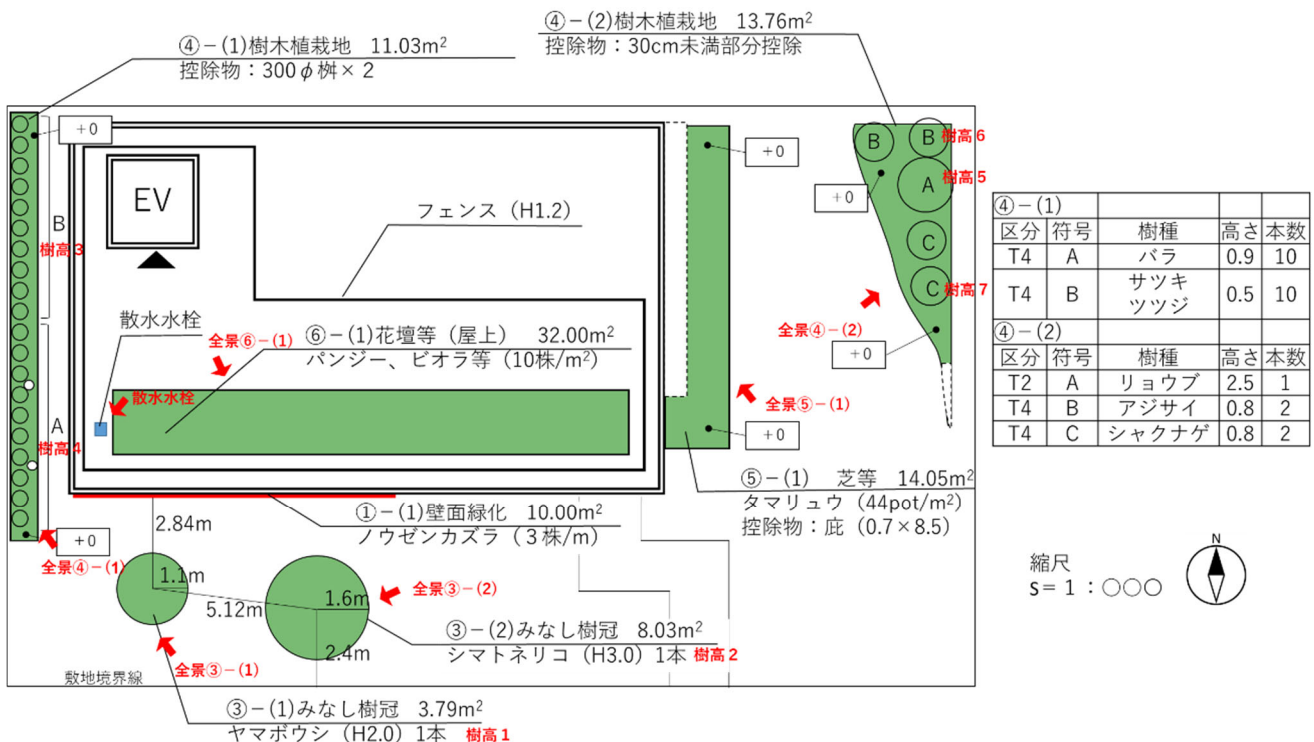 ④−(1)樹木植栽地 11.03m²
控除物：300φ桝×2
④−(2)樹木植栽地 13.76m²
控除物：30cm未満部分控除
+0
EV
B
樹高3
フェンス（H1.2）
+0
B
B
樹高6
樹高5
A
+0
C
C
樹高7
全景④−(2)
+0
散水水栓
全景⑥−(1)
⑥−(1)花壇等（屋上） 32.00m²
パンジー、ビオラ等（10株/m²）
散水水栓
A
樹高4
全景⑤−(1)
+0
⑤−(1) 芝等 14.05m²
タマリュウ（44pot/m²）
控除物：庇（0.7×8.5）
①−(1)壁面緑化 10.00m²
ノウゼンカズラ（3株/m）
+0
全景④−(1)
2.84m
1.1m
5.12m
1.6m
2.4m
全景③−(2)
③−(2)みなし樹冠 8.03m²
シマトネリコ（H3.0）1本 樹高2
全景③−(1)
敷地境界線
③−(1)みなし樹冠 3.79m²
ヤマボウシ（H2.0）1本 樹高1
④−(1)
区分 符号 樹種 高さ 本数
T4 A バラ 0.9 10
T4 B サツキ
ツツジ 0.5 10
④−(2)
区分 符号 樹種 高さ 本数
T2 A リョウブ 2.5 1
T4 B アジサイ 0.8 2
T4 C シャクナゲ 0.8 2
N
縮尺
S=1：○○○